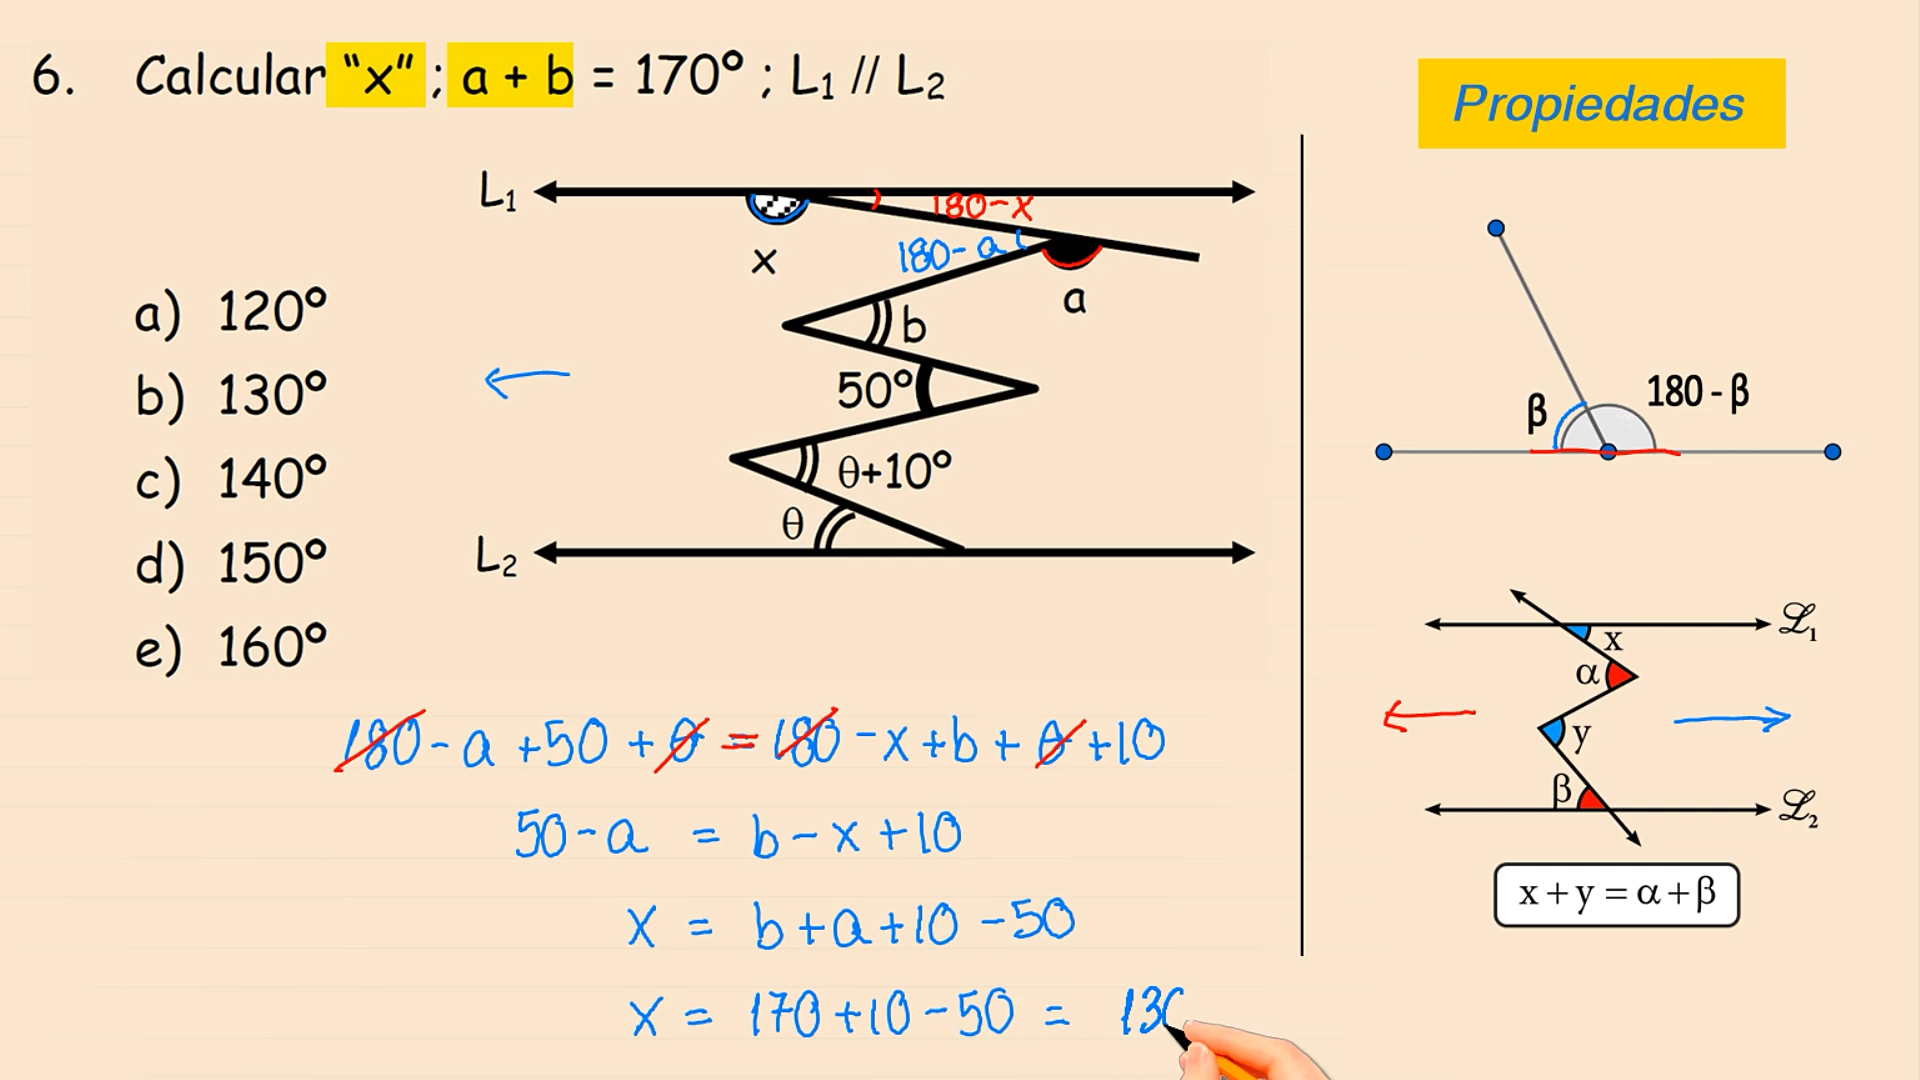 6. Calcular "x" ; a + b = 170° ; L₁ // L₂
Propiedades
L₁
180-x
180-a
x
a
a) 120°
b
b) 130°
50°
β
180 - β
c) 140°
θ+10°
θ
d) 150°
L₂
e) 160°
ℒ₁
x
α
y
β
ℒ₂
x + y = α + β
180 - a + 50 + θ = 180 - x + b + θ + 10
50 - a = b - x + 10
x = b + a + 10 - 50
x = 170 + 10 - 50 = 130